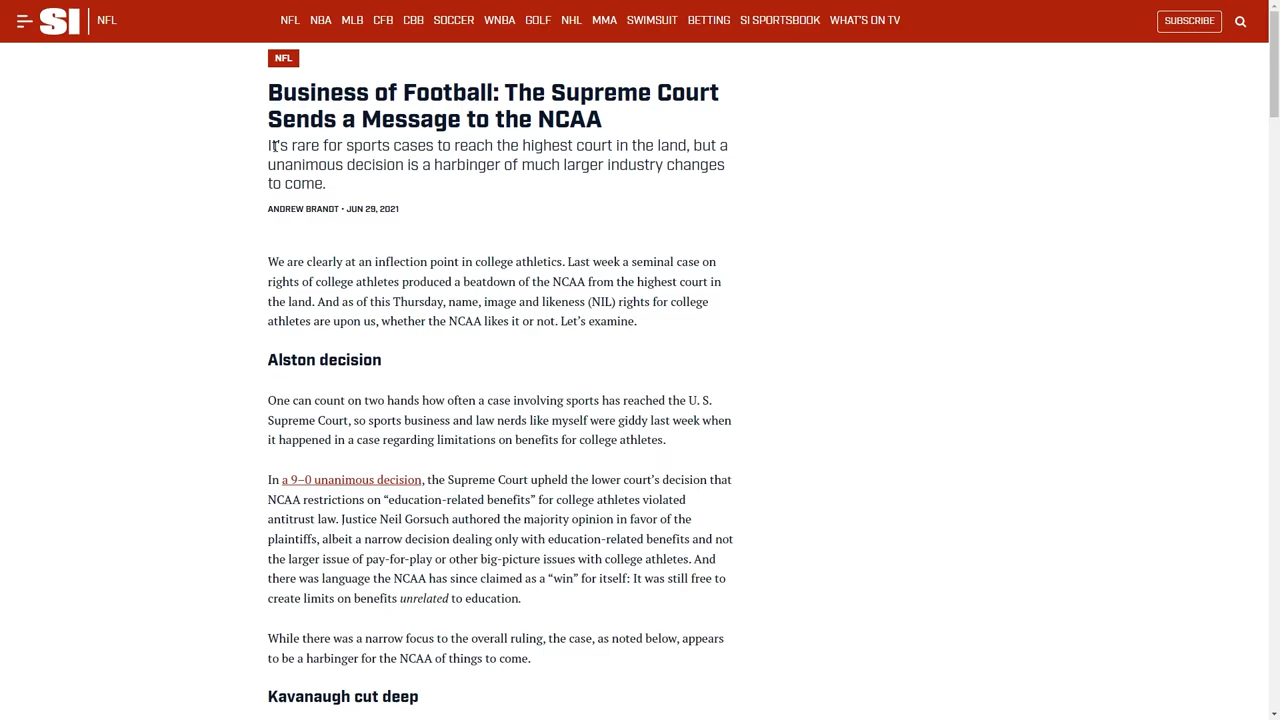 SI NFL NFL NBA MLB CFB CBB SOCCER WNBA GOLF NHL MMA SWIMSUIT BETTING SI SPORTSBOOK WHAT'S ON TV SUBSCRIBE
NFL
Business of Football: The Supreme Court
Sends a Message to the NCAA
It's rare for sports cases to reach the highest court in the land, but a
unanimous decision is a harbinger of much larger industry changes
to come.
ANDREW BRANDT • JUN 29, 2021
We are clearly at an inflection point in college athletics. Last week a seminal case on
rights of college athletes produced a beatdown of the NCAA from the highest court in
the land. And as of this Thursday, name, image and likeness (NIL) rights for college
athletes are upon us, whether the NCAA likes it or not. Let’s examine.
Alston decision
One can count on two hands how often a case involving sports has reached the U. S.
Supreme Court, so sports business and law nerds like myself were giddy last week when
it happened in a case regarding limitations on benefits for college athletes.
In a 9–0 unanimous decision, the Supreme Court upheld the lower court’s decision that
NCAA restrictions on “education-related benefits” for college athletes violated
antitrust law. Justice Neil Gorsuch authored the majority opinion in favor of the
plaintiffs, albeit a narrow decision dealing only with education-related benefits and not
the larger issue of pay-for-play or other big-picture issues with college athletes. And
there was language the NCAA has since claimed as a “win” for itself: It was still free to
create limits on benefits unrelated to education.
While there was a narrow focus to the overall ruling, the case, as noted below, appears
to be a harbinger for the NCAA of things to come.
Kavanaugh cut deep